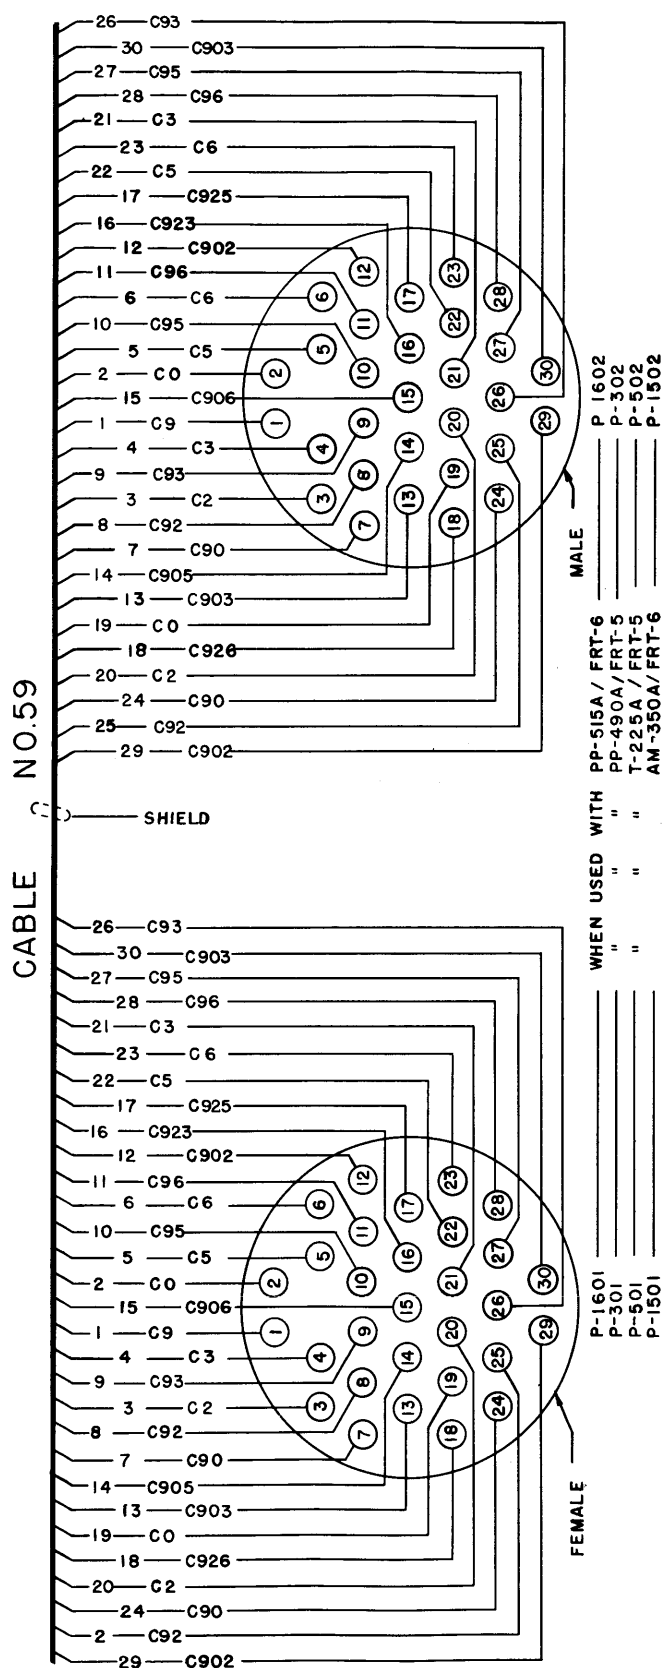 26 C93
30 C903
27 C95
28 C96
21 C3
23 C6
22 C5
17 C925
16 C923
12 C902
11 C96
6 C6
10 C95
5 C5
2 C0
15 C906
1 C9
4 C3
9 C93
3 C2
8 C92
7 C90
14 C905
13 C903
19 C0
18 C926
20 C2
24 C90
25 C92
29 C902
1
2
3
4
5
6
7
8
9
10
11
12
13
14
15
16
17
18
19
20
21
22
23
24
25
26
27
28
29
30
MALE
CABLE NO.59
SHIELD
26 C93
30 C903
27 C95
28 C96
21 C3
23 C6
22 C5
17 C925
16 C923
12 C902
11 C96
6 C6
10 C95
5 C5
2 C0
15 C906
1 C9
4 C3
9 C93
3 C2
8 C92
7 C90
14 C905
13 C903
19 C0
18 C926
20 C2
24 C90
2 C92
29 C902
1
2
3
4
5
6
7
8
9
10
11
12
13
14
15
16
17
18
19
20
21
22
23
24
25
26
27
28
29
30
FEMALE
P-1601 WHEN USED WITH PP-515A / FRT-6 P 1602
P-301 " " " PP-490A/ FRT-5 P-302
P-501 " " " T-225A / FRT-5 P-502
P-1501 AM-350A/ FRT-6 P-1502